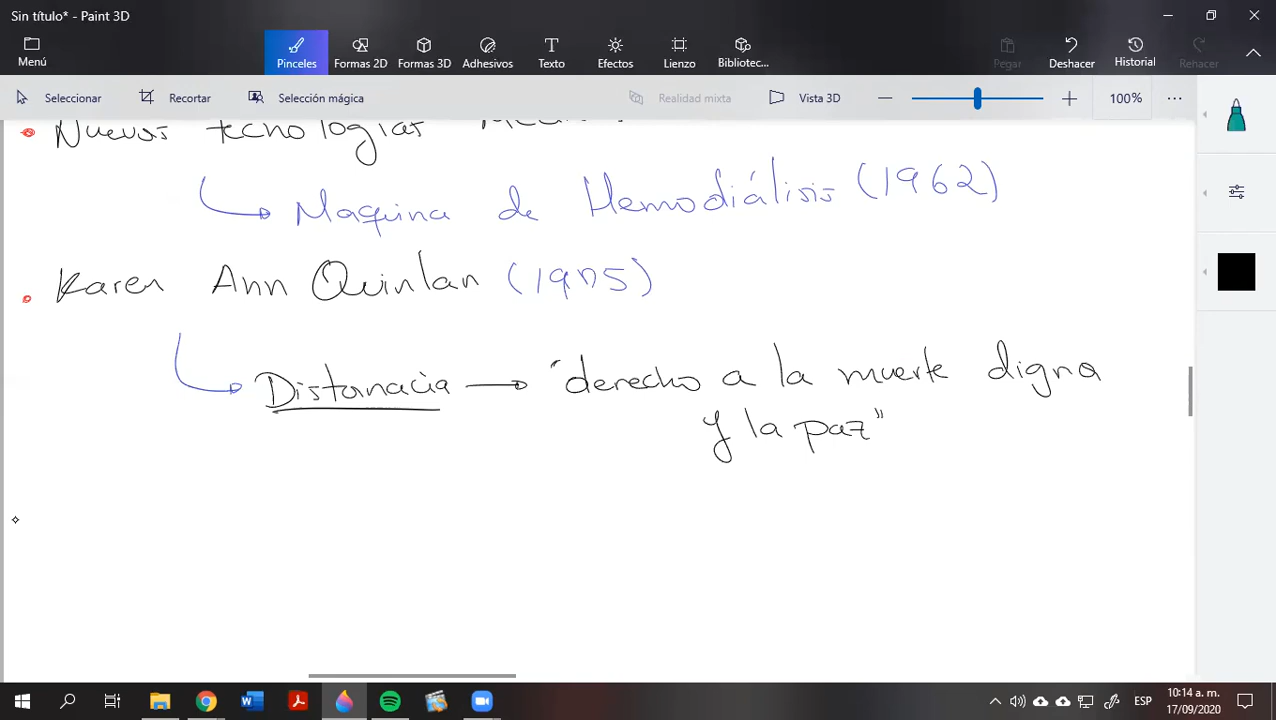 Sin título* - Paint 3D
Menú
Pinceles
Formas 2D
Formas 3D
Adhesivos
Texto
Efectos
Lienzo
Bibliotec...
Pegar
Deshacer
Historial
Rehacer
Seleccionar
Recortar
Selección mágica
Realidad mixta
Vista 3D
100%
Nuevas tecnologías
Maquina de Hemodiálisis (1962)
Karen Ann Quinlan (1975)
Distanacia → "derecho a la muerte digna
y la paz"
ESP
10:14 a. m.
17/09/2020